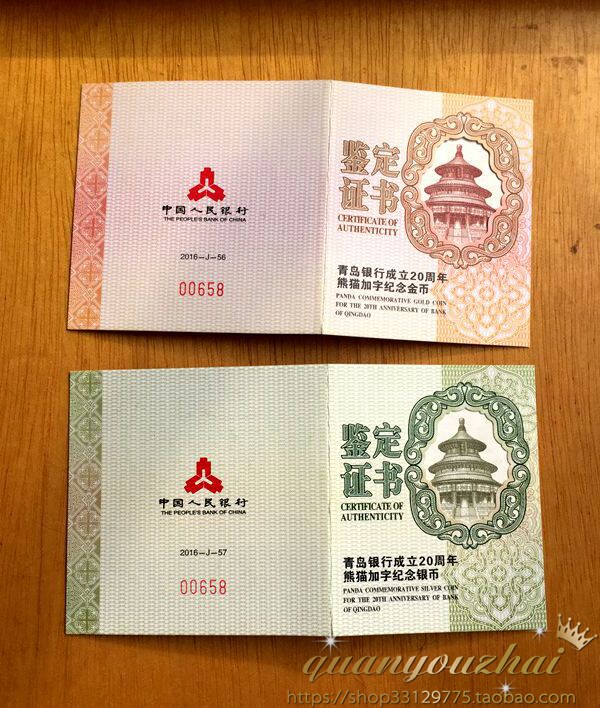 中国人民银行
THE PEOPLE'S BANK OF CHINA
2016-J-56
00658
鉴定
证书
CERTIFICATE OF
AUTHENTICITY
青岛银行成立20周年
熊猫加字纪念金币
PANDA COMMEMORATIVE GOLD COIN
FOR THE 20TH ANNIVERSARY OF BANK
OF QINGDAO
中国人民银行
THE PEOPLE'S BANK OF CHINA
2016-J-57
00658
鉴定
证书
CERTIFICATE OF
AUTHENTICITY
青岛银行成立20周年
熊猫加字纪念银币
PANDA COMMEMORATIVE SILVER COIN
FOR THE 20TH ANNIVERSARY OF BANK
OF QINGDAO
quanyouzhai
https://shop33129775.taobao.com